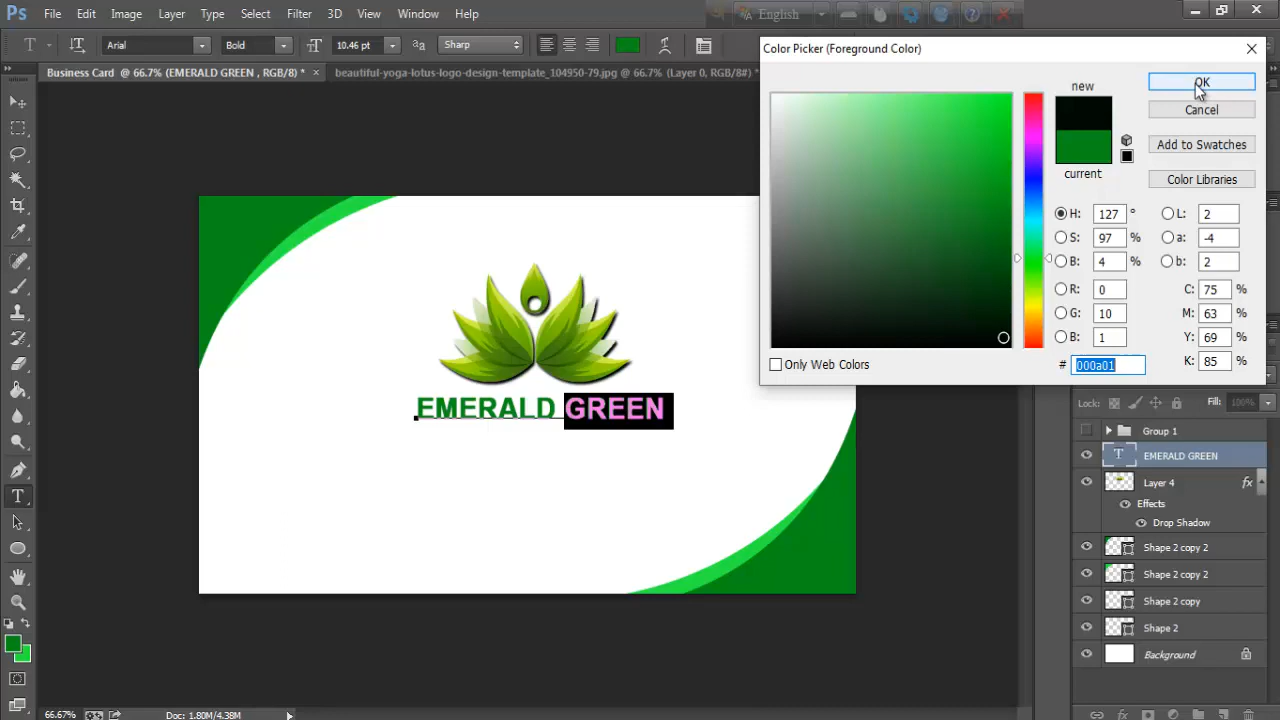 Ps File Edit Image Layer Type Select Filter 3D View Window Help
A English
T Arial Bold 10.46 pt Sharp
Business Card @ 66.7% (EMERALD GREEN , RGB/8) * × beautiful-yoga-lotus-logo-design-template_104950-79.jpg @ 66.7% (Layer 0, RGB/8#) *
Color Picker (Foreground Color)
new
OK
Cancel
Add to Swatches
current
Color Libraries
H: 127 ° L: 2
S: 97 % a: -4
B: 4 % b: 2
R: 0 C: 75 %
G: 10 M: 63 %
B: 1 Y: 69 %
Only Web Colors # 000a01 K: 85 %
EMERALD GREEN
Lock: Fill: 100%
Group 1
T EMERALD GREEN
Layer 4 fx
Effects
Drop Shadow
Shape 2 copy 2
Shape 2 copy 2
Shape 2 copy
Shape 2
Background
66.67% Doc: 1.80M/4.38M